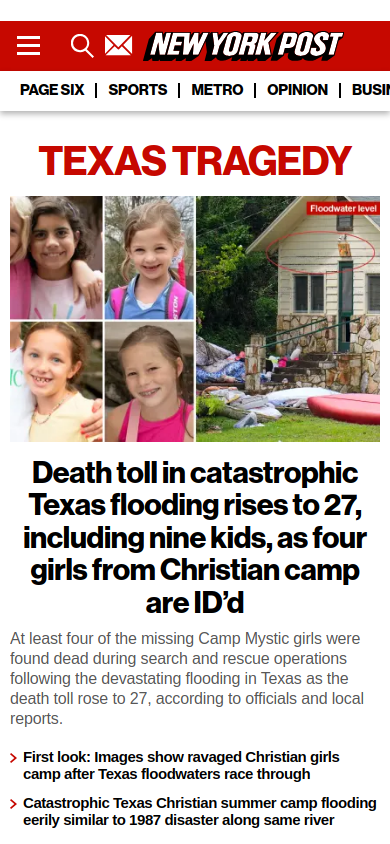 NEW YORK POST
PAGE SIX | SPORTS | METRO | OPINION | BUSIN
TEXAS TRAGEDY
Floodwater level
Death toll in catastrophic
Texas flooding rises to 27,
including nine kids, as four
girls from Christian camp
are ID’d
At least four of the missing Camp Mystic girls were
found dead during search and rescue operations
following the devastating flooding in Texas as the
death toll rose to 27, according to officials and local
reports.
First look: Images show ravaged Christian girls
camp after Texas floodwaters race through
Catastrophic Texas Christian summer camp flooding
eerily similar to 1987 disaster along same river